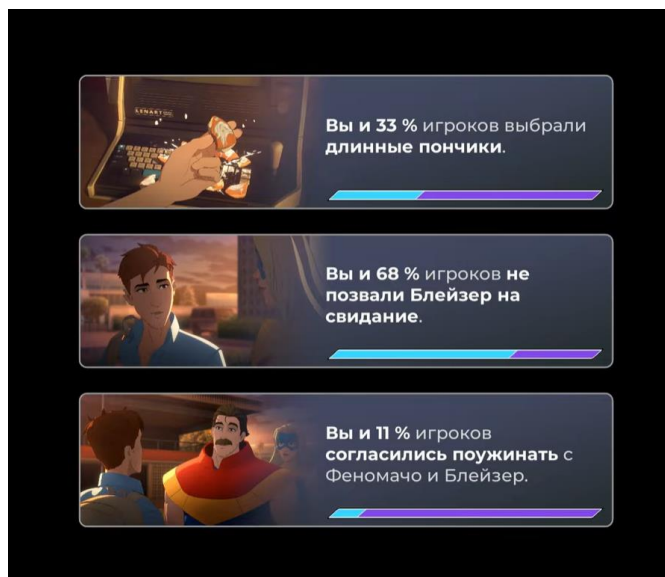 Вы и 33 % игроков выбрали
длинные пончики.
Вы и 68 % игроков не
позвали Блейзер на
свидание.
Вы и 11 % игроков
согласились поужинать с
Феномачо и Блейзер.